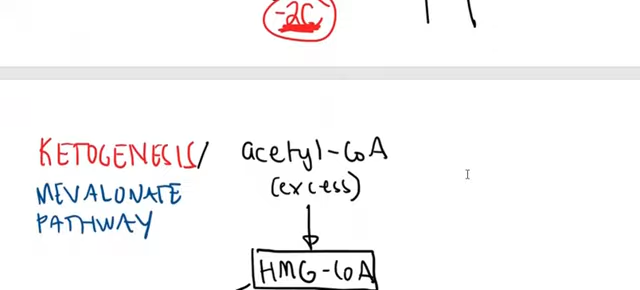 -2C
KETOGENESIS/
MEVALONATE
PATHWAY
acetyl-CoA
(excess)
HMG-CoA